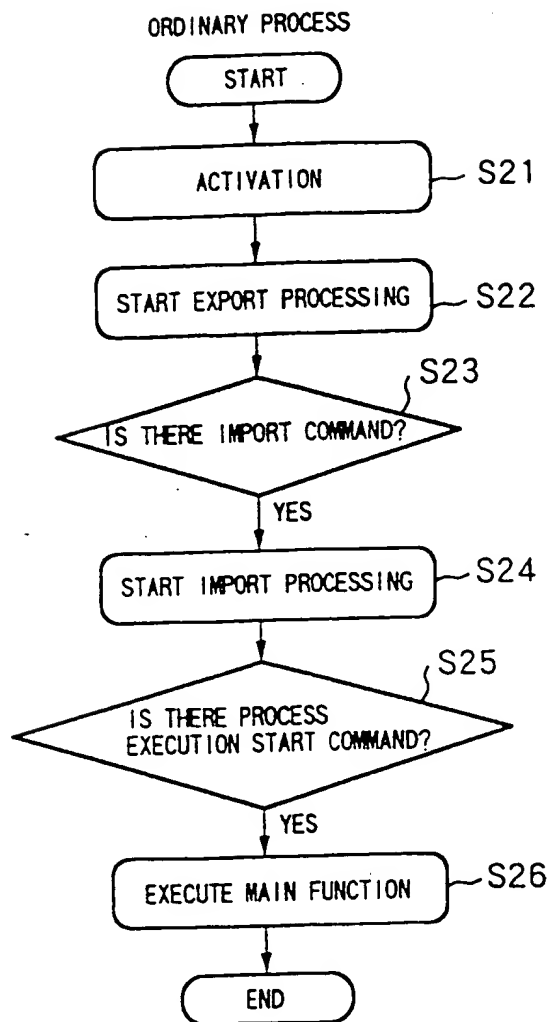 ORDINARY PROCESS
START
ACTIVATION
S21
START EXPORT PROCESSING
S22
S23
IS THERE IMPORT COMMAND?
YES
START IMPORT PROCESSING
S24
S25
IS THERE PROCESS
EXECUTION START COMMAND?
YES
EXECUTE MAIN FUNCTION
S26
END